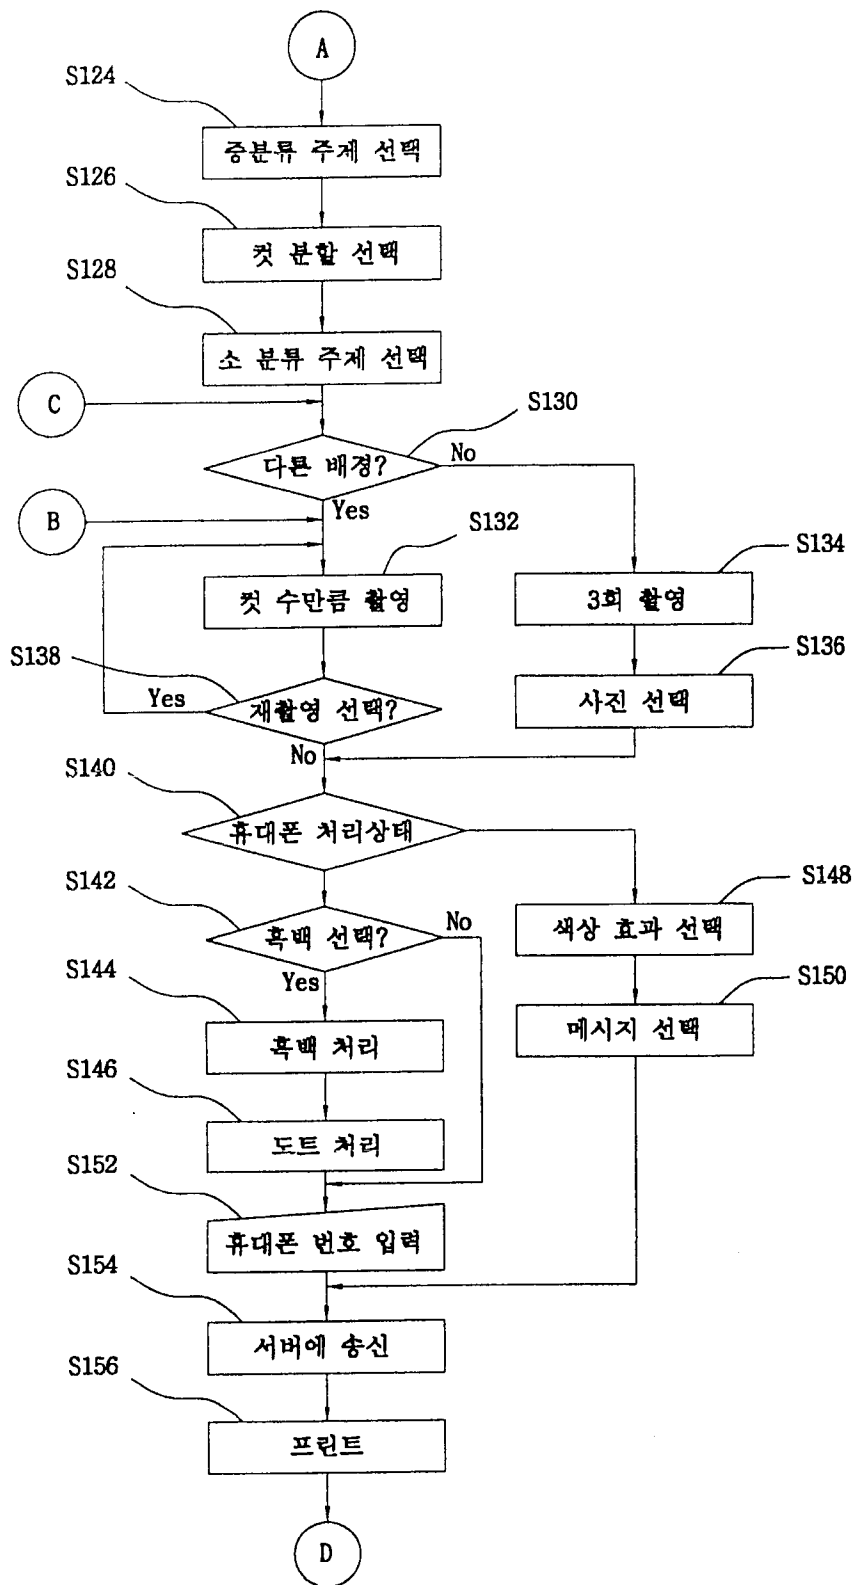 A
S124
중분류 주제 선택
S126
컷 분할 선택
S128
소 분류 주제 선택
C
S130
다른 배경?
No
Yes
B
S132
S134
컷 수만큼 촬영
3회 촬영
S138
S136
Yes
재촬영 선택?
사진 선택
No
S140
휴대폰 처리상태
S142
S148
흑백 선택?
No
색상 효과 선택
S144
Yes
S150
흑백 처리
메시지 선택
S146
도트 처리
S152
휴대폰 번호 입력
S154
서버에 송신
S156
프린트
D